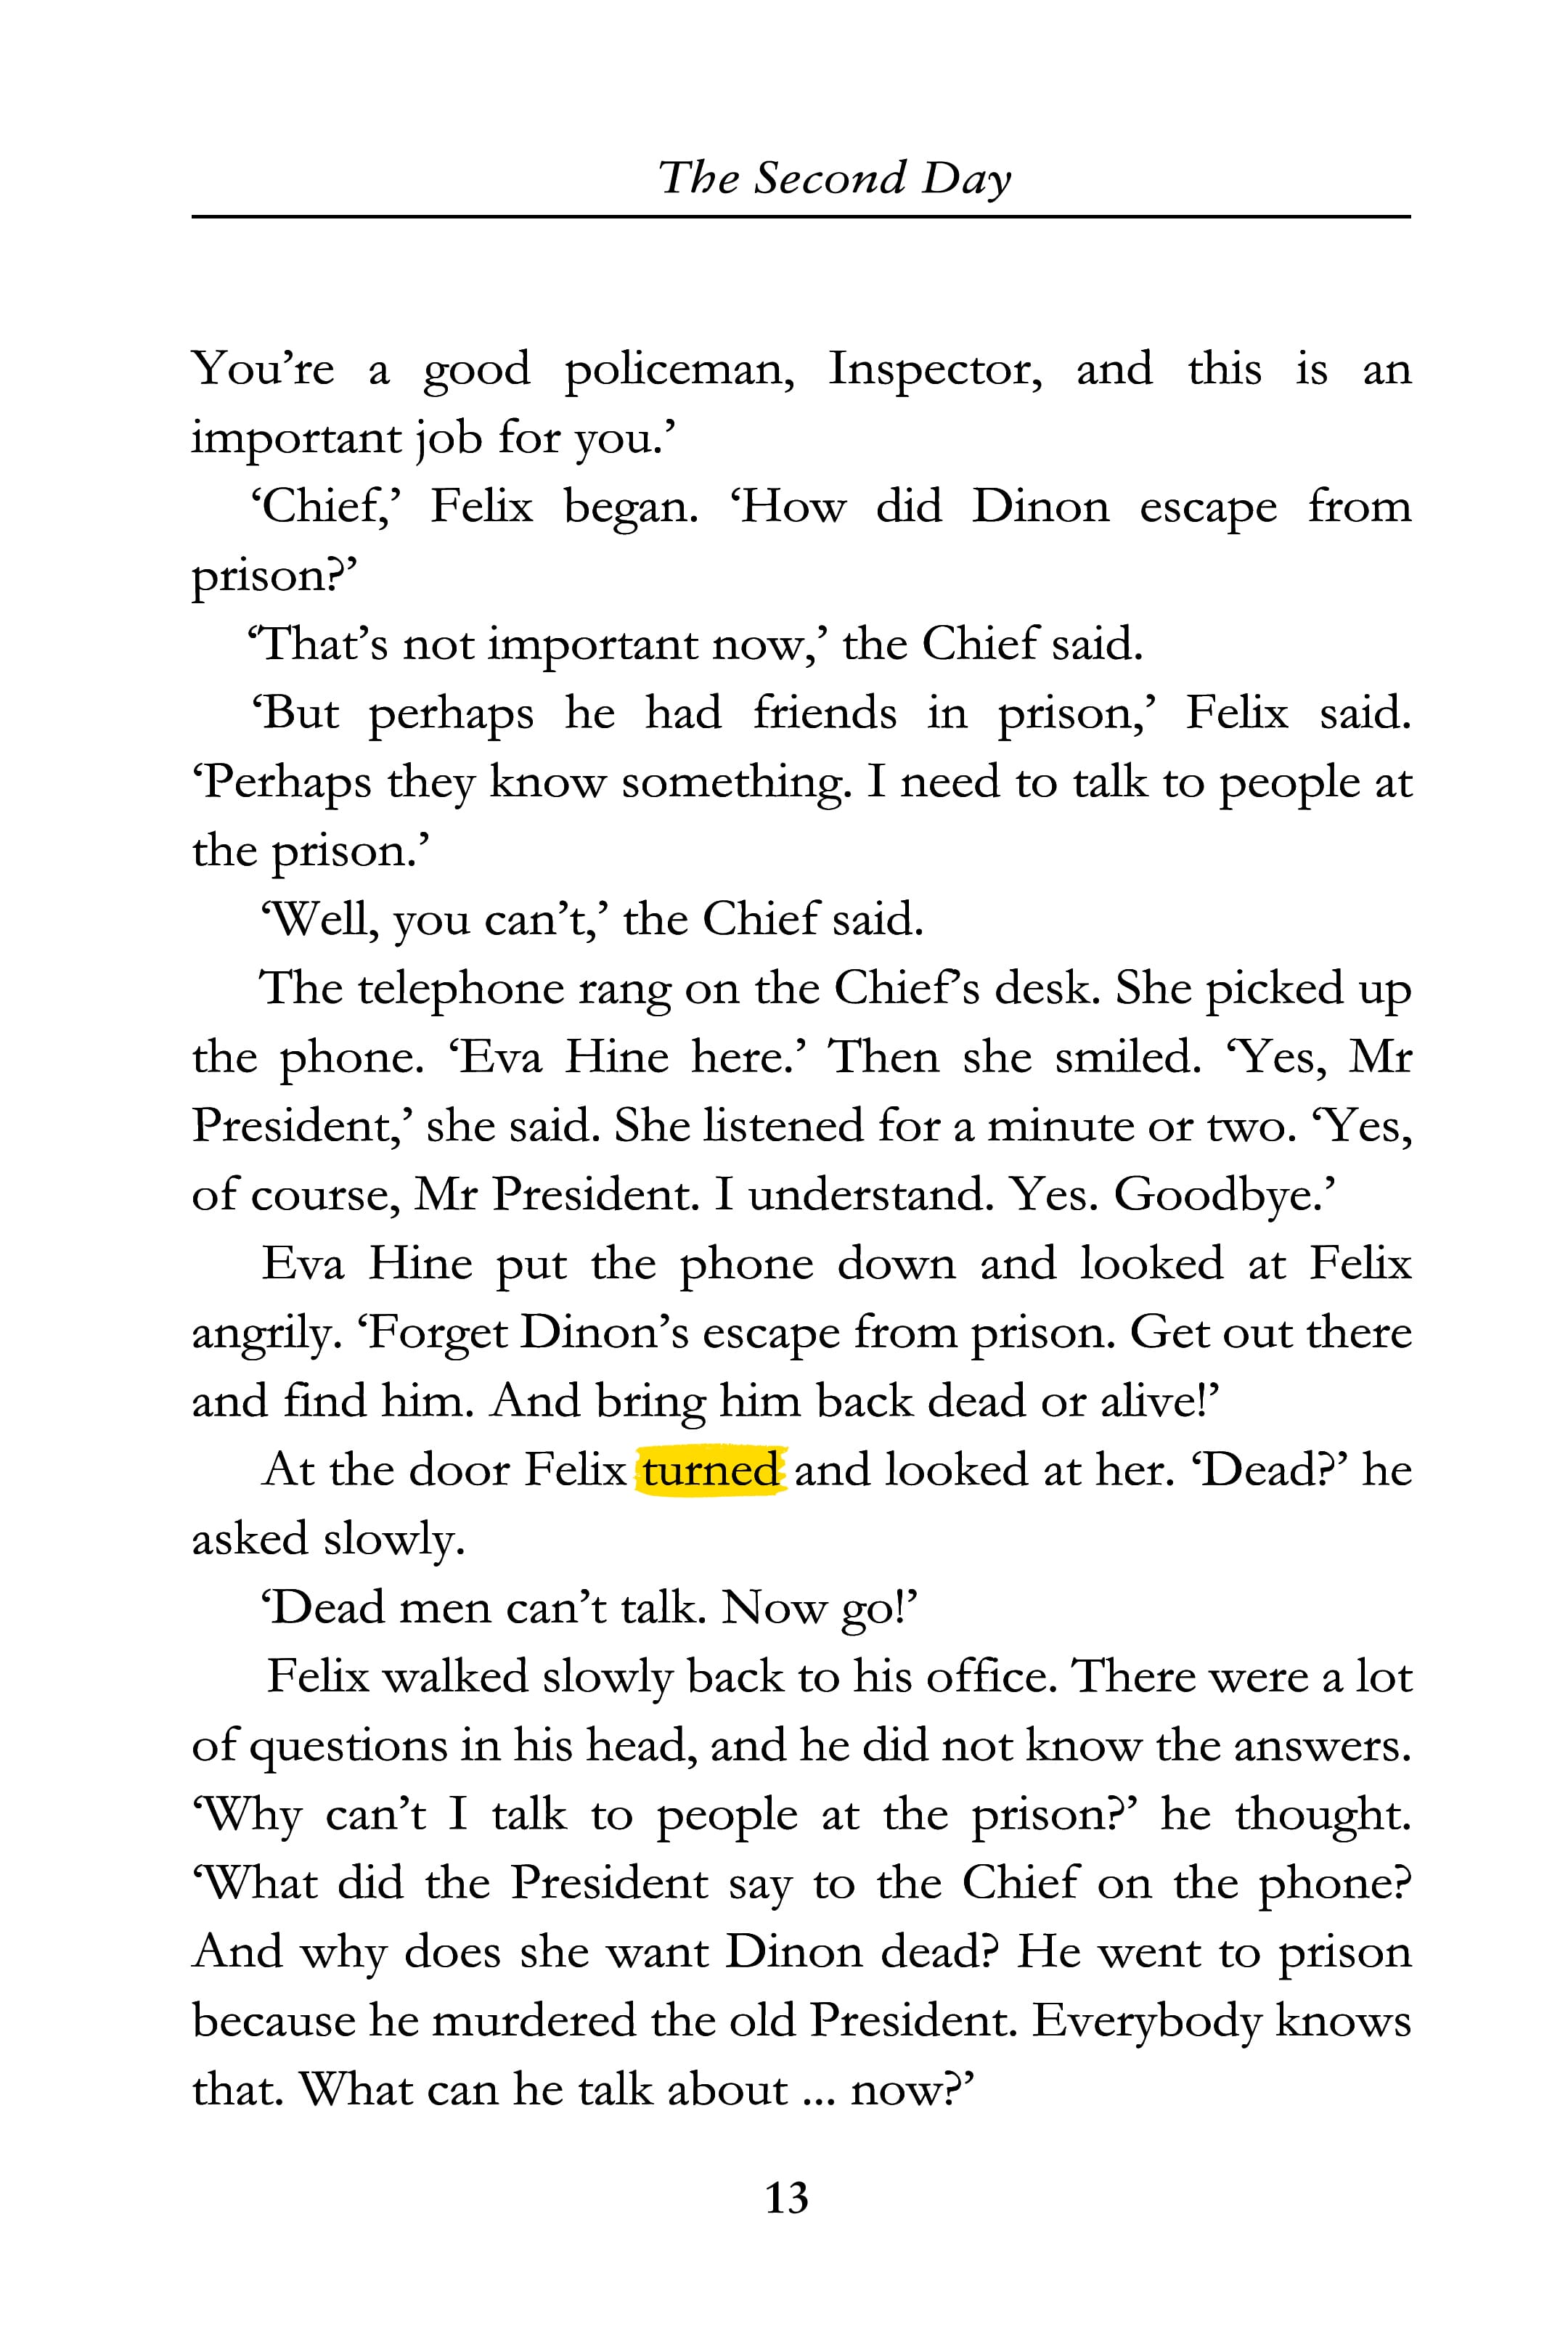 The Second Day
You’re a good policeman, Inspector, and this is an
important job for you.’
‘Chief,’ Felix began. ‘How did Dinon escape from
prison?’
‘That’s not important now,’ the Chief said.
‘But perhaps he had friends in prison,’ Felix said.
‘Perhaps they know something. I need to talk to people at
the prison.’
‘Well, you can’t,’ the Chief said.
The telephone rang on the Chief’s desk. She picked up
the phone. ‘Eva Hine here.’ Then she smiled. ‘Yes, Mr
President,’ she said. She listened for a minute or two. ‘Yes,
of course, Mr President. I understand. Yes. Goodbye.’
Eva Hine put the phone down and looked at Felix
angrily. ‘Forget Dinon’s escape from prison. Get out there
and find him. And bring him back dead or alive!’
At the door Felix turned and looked at her. ‘Dead?’ he
asked slowly.
‘Dead men can’t talk. Now go!’
Felix walked slowly back to his office. There were a lot
of questions in his head, and he did not know the answers.
‘Why can’t I talk to people at the prison?’ he thought.
‘What did the President say to the Chief on the phone?
And why does she want Dinon dead? He went to prison
because he murdered the old President. Everybody knows
that. What can he talk about ... now?’
13